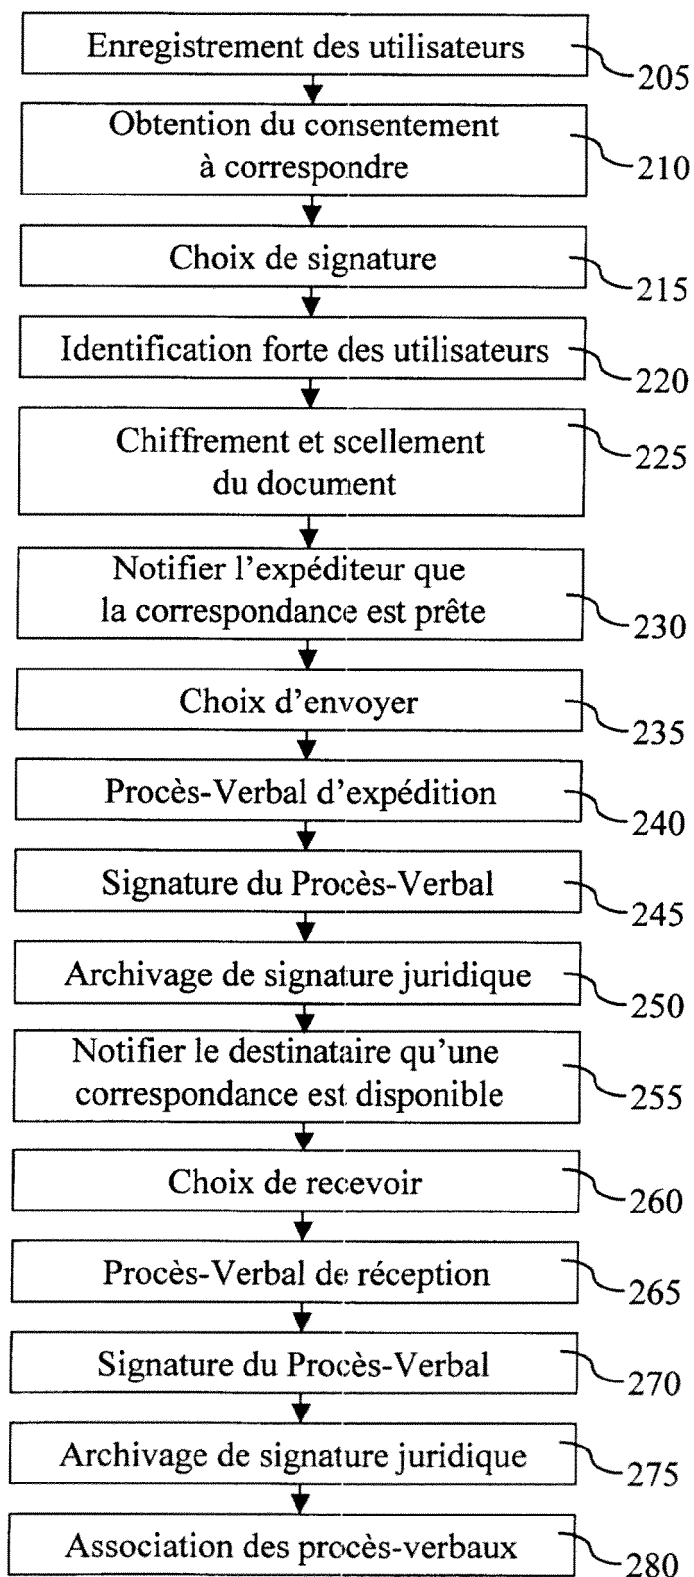 Enregistrement des utilisateurs
205
Obtention du consentement
à correspondre
210
Choix de signature
215
Identification forte des utilisateurs
220
Chiffrement et scellement
du document
225
Notifier l'expéditeur que
la correspondance est prête
230
Choix d'envoyer
235
Procès-Verbal d'expédition
240
Signature du Procès-Verbal
245
Archivage de signature juridique
250
Notifier le destinataire qu'une
correspondance est disponible
255
Choix de recevoir
260
Procès-Verbal de réception
265
Signature du Procès-Verbal
270
Archivage de signature juridique
275
Association des procès-verbaux
280